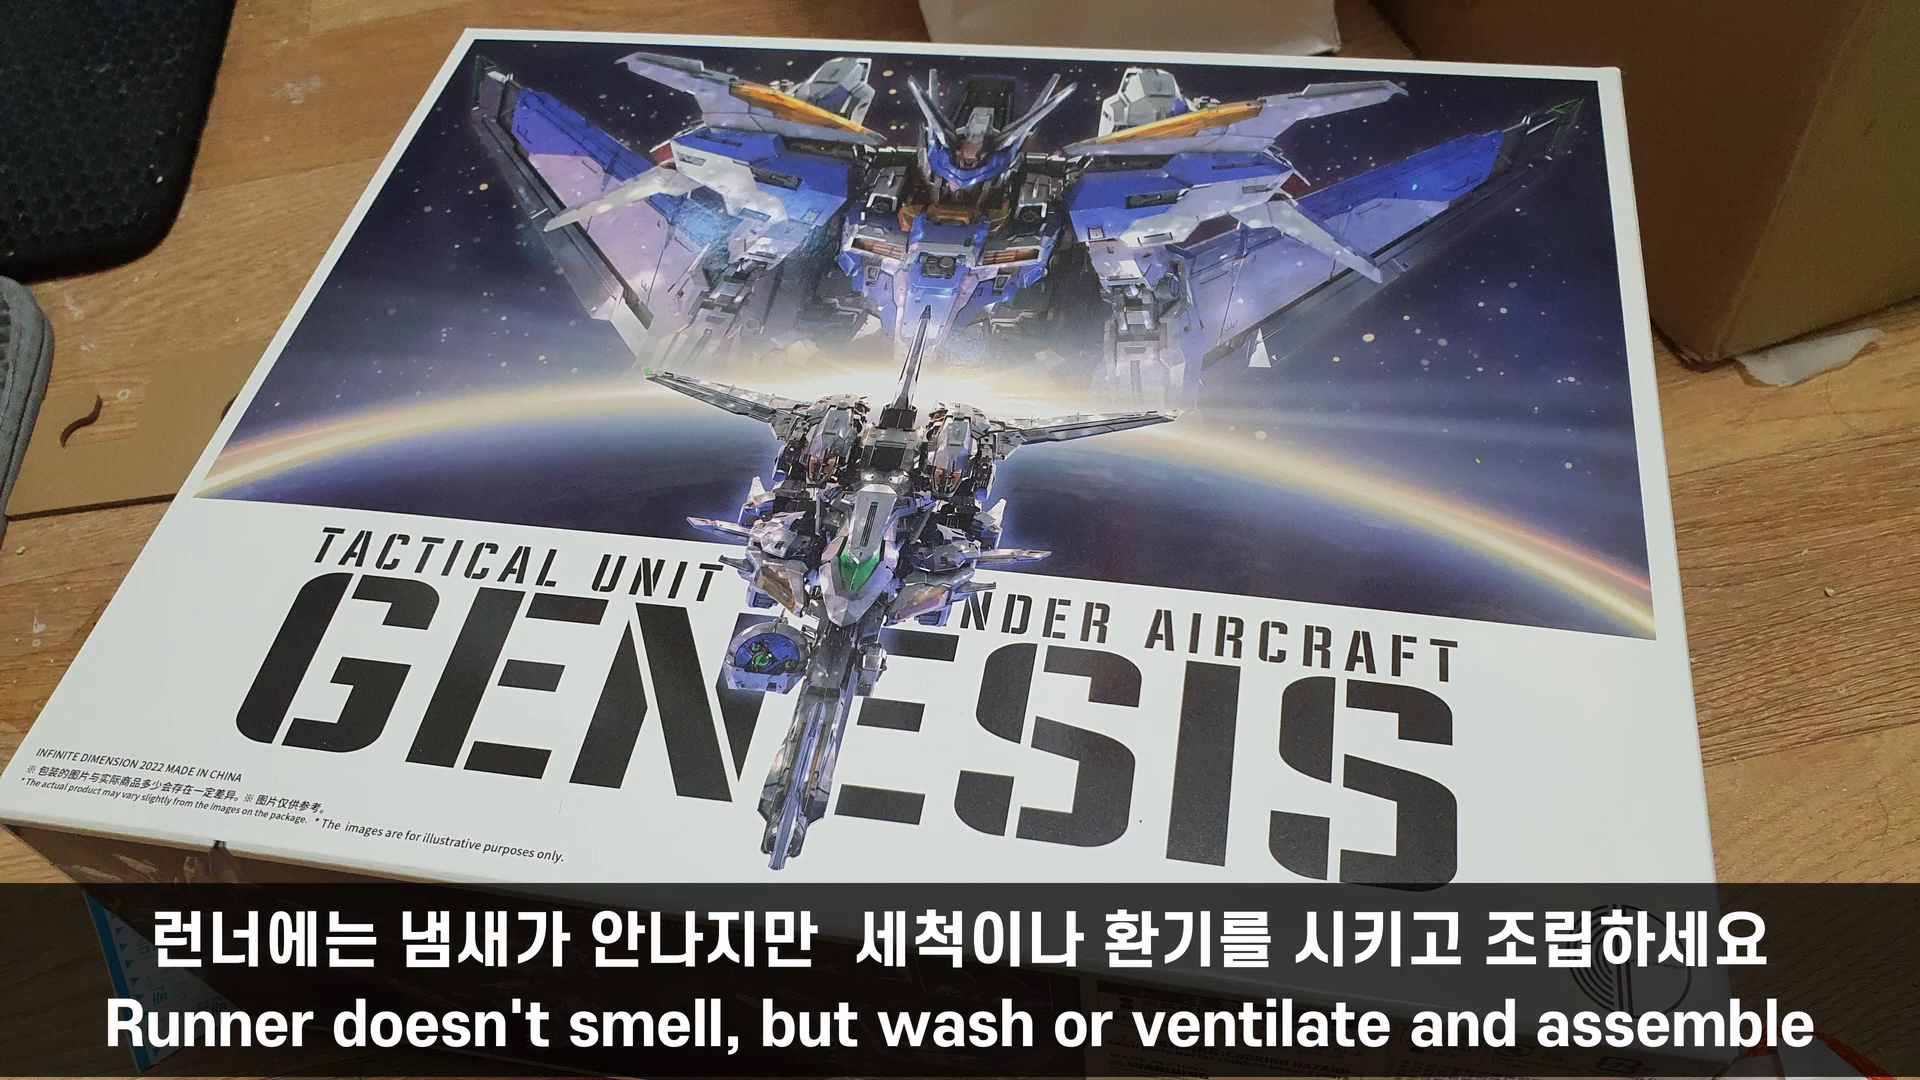 TACTICAL UNIT
NDER AIRCRAFT
GENESIS
INFINITE DIMENSION 2022 MADE IN CHINA
※ 包装的图片与实际商品多少会存在一定差异。※ 图片仅供参考。
* The actual product may vary slightly from the images on the package. * The images are for illustrative purposes only.
런너에는 냄새가 안나지만 세척이나 환기를 시키고 조립하세요
Runner doesn't smell, but wash or ventilate and assemble